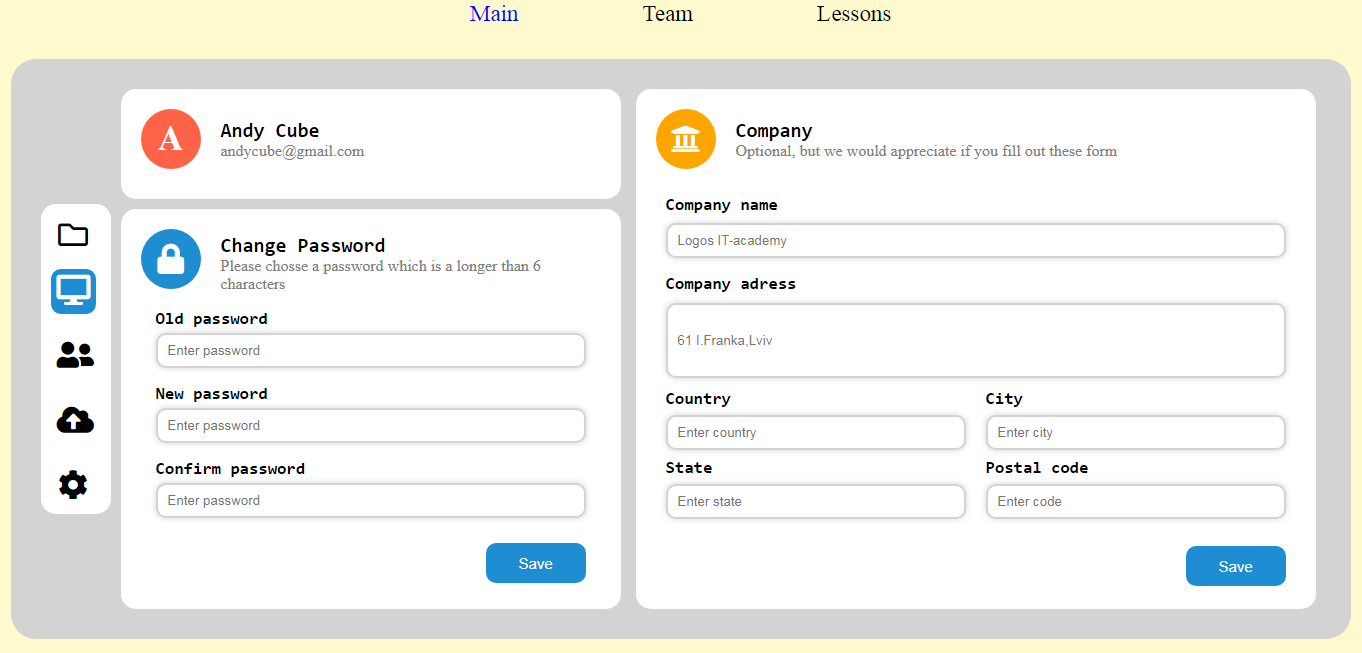 Main
Team
Lessons
A
Andy Cube
andycube@gmail.com
Change Password
Please chosse a password which is a longer than 6
characters
Old password
Enter password
New password
Enter password
Confirm password
Enter password
Save
Company
Optional, but we would appreciate if you fill out these form
Company name
Logos IT-academy
Company adress
61 I.Franka,Lviv
Country
City
Enter country
Enter city
State
Postal code
Enter state
Enter code
Save